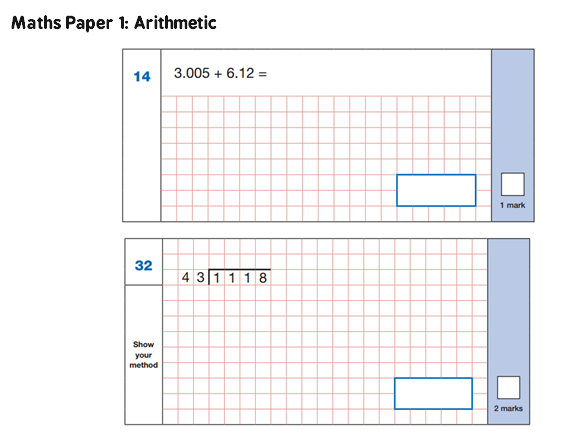 Maths Paper 1: Arithmetic
14
3.005 + 6.12 =
1 mark
32
4 3 1 1 1 8
Show
your
method
2 marks